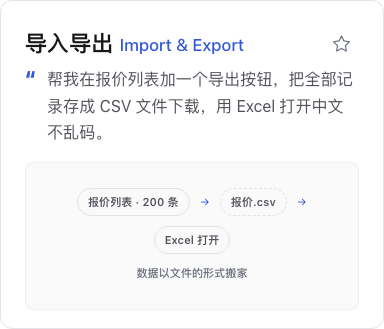 导入导出 Import & Export
“ 帮我在报价列表加一个导出按钮，把全部记
录存成 CSV 文件下载，用 Excel 打开中文
不乱码。
报价列表 · 200 条 → 报价.csv →
Excel 打开
数据以文件的形式搬家